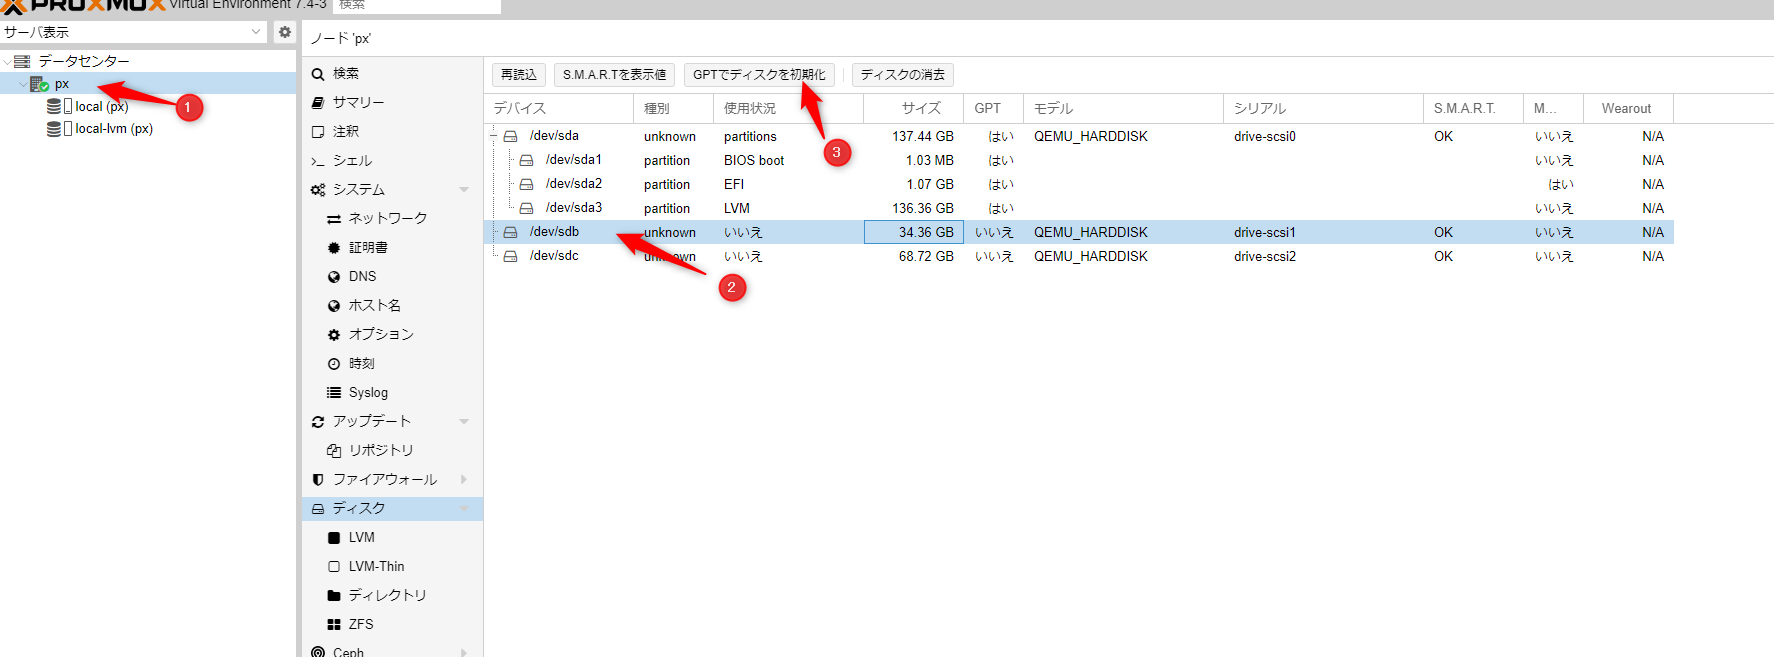 PROXMOX Virtual Environment 7.4-3 検索
サーバ表示
ノード 'px'
データセンター
px
local (px)
local-lvm (px)
1
検索
サマリー
注釈
シェル
システム
ネットワーク
証明書
DNS
ホスト名
オプション
時刻
Syslog
アップデート
リポジトリ
ファイアウォール
ディスク
LVM
LVM-Thin
ディレクトリ
ZFS
Ceph
再読込 S.M.A.R.Tを表示値 GPTでディスクを初期化 ディスクの消去
デバイス 種別 使用状況 サイズ GPT モデル シリアル S.M.A.R.T. M... Wearout
/dev/sda unknown partitions 137.44 GB はい QEMU_HARDDISK drive-scsi0 OK いいえ N/A
/dev/sda1 partition BIOS boot 1.03 MB はい いいえ N/A
/dev/sda2 partition EFI 1.07 GB はい はい N/A
/dev/sda3 partition LVM 136.36 GB はい いいえ N/A
/dev/sdb unknown いいえ 34.36 GB いいえ QEMU_HARDDISK drive-scsi1 OK いいえ N/A
/dev/sdc unknown いいえ 68.72 GB いいえ QEMU_HARDDISK drive-scsi2 OK いいえ N/A
3
2